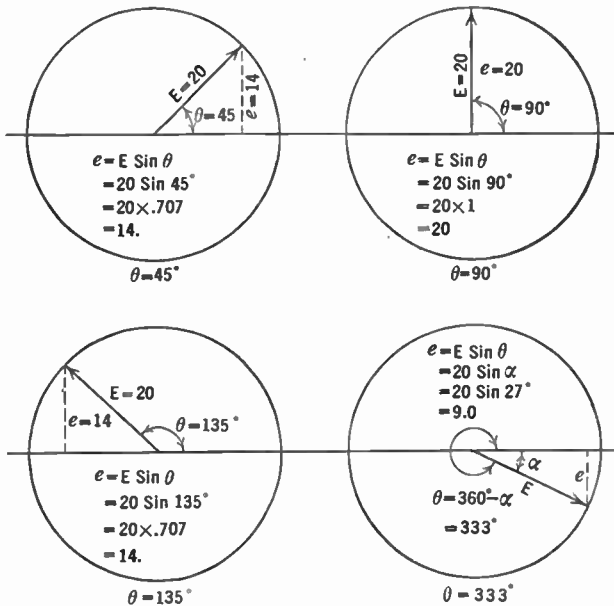 E=20
θ=45
e=14
e=E Sin θ
=20 Sin 45°
=20×.707
=14.
θ=45°
E=20
e=20
θ=90°
e=E Sin θ
=20 Sin 90°
=20×1
=20
θ=90°
E=20
e=14
θ=135°
e=E Sin θ
=20 Sin 135°
=20×.707
=14.
θ=135°
e=E Sin θ
=20 Sin α
=20 Sin 27°
=9.0
α
E
e
θ=360°-α
=333°
θ=333°